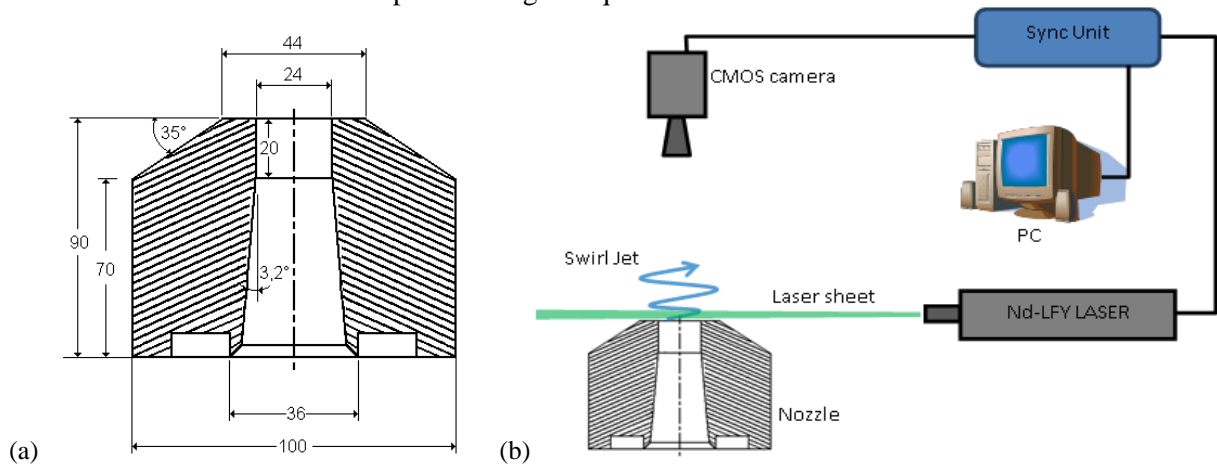 44
24
35°
20
90
70
3,2°
36
100
(a)
Sync Unit
CMOS camera
PC
Swirl Jet
Laser sheet
Nd-LFY LASER
Nozzle
(b)